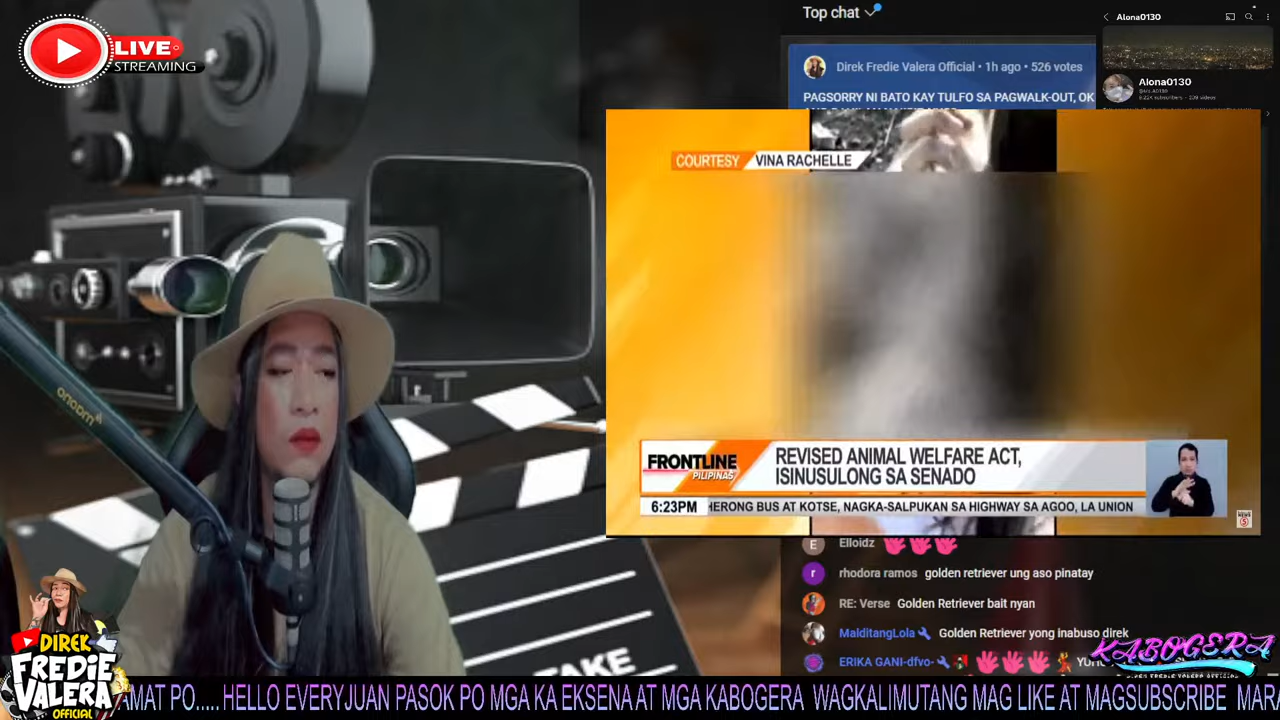 LIVE
STREAMING
Top chat
Alona0130
Alona0130
Direk Fredie Valera Official • 1h ago • 526 votes
PAGSORRY NI BATO KAY TULFO SA PAGWALK-OUT, OK
COURTESY VINA RACHELLE
maono
FRONTLINE
PILIPINAS
REVISED ANIMAL WELFARE ACT,
ISINUSULONG SA SENADO
6:23PM HERONG BUS AT KOTSE, NAGKA-SALPUKAN SA HIGHWAY SA AGOO, LA UNION
NEWS
5
E Elloidz
r rhodora ramos golden retriever ung aso pinatay
RE: Verse Golden Retriever bait nyan
MalditangLola Golden Retriever yong inabuso direk
ERIKA GANI-dfvo-
KABOGERA
TAKE
DIREK
FREDIE
VALERA
OFFICIAL
AMAT PO..... HELLO EVERYJUAN PASOK PO MGA KA EKSENA AT MGA KABOGERA WAGKALIMUTANG MAG LIKE AT MAGSUBSCRIBE MARA